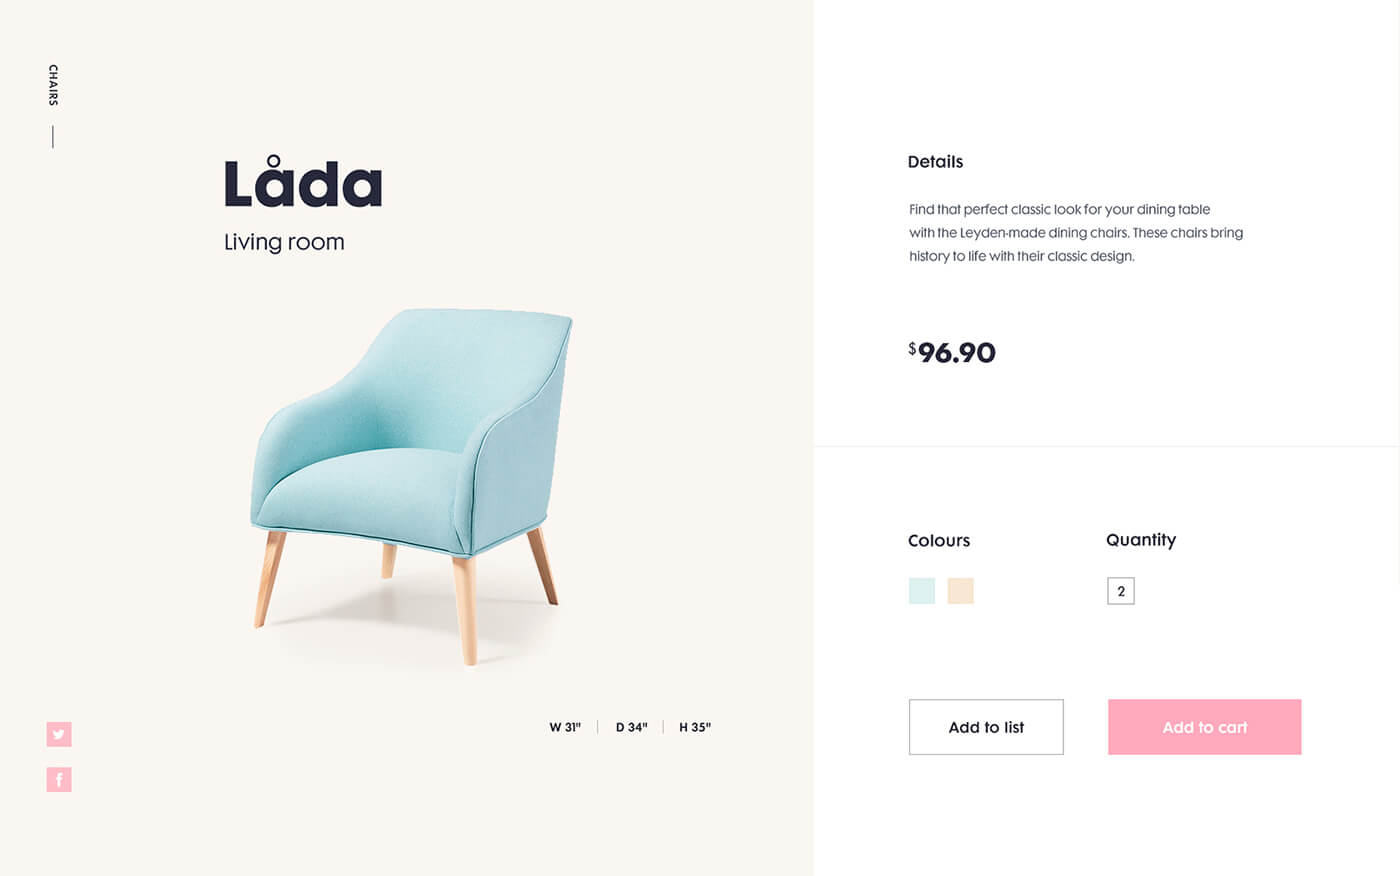 CHAIRS
Låda
Living room
W 31" D 34" H 35"
Details
Find that perfect classic look for your dining table
with the Leyden-made dining chairs. These chairs bring
history to life with their classic design.
$96.90
Colours
Quantity
2
Add to list
Add to cart